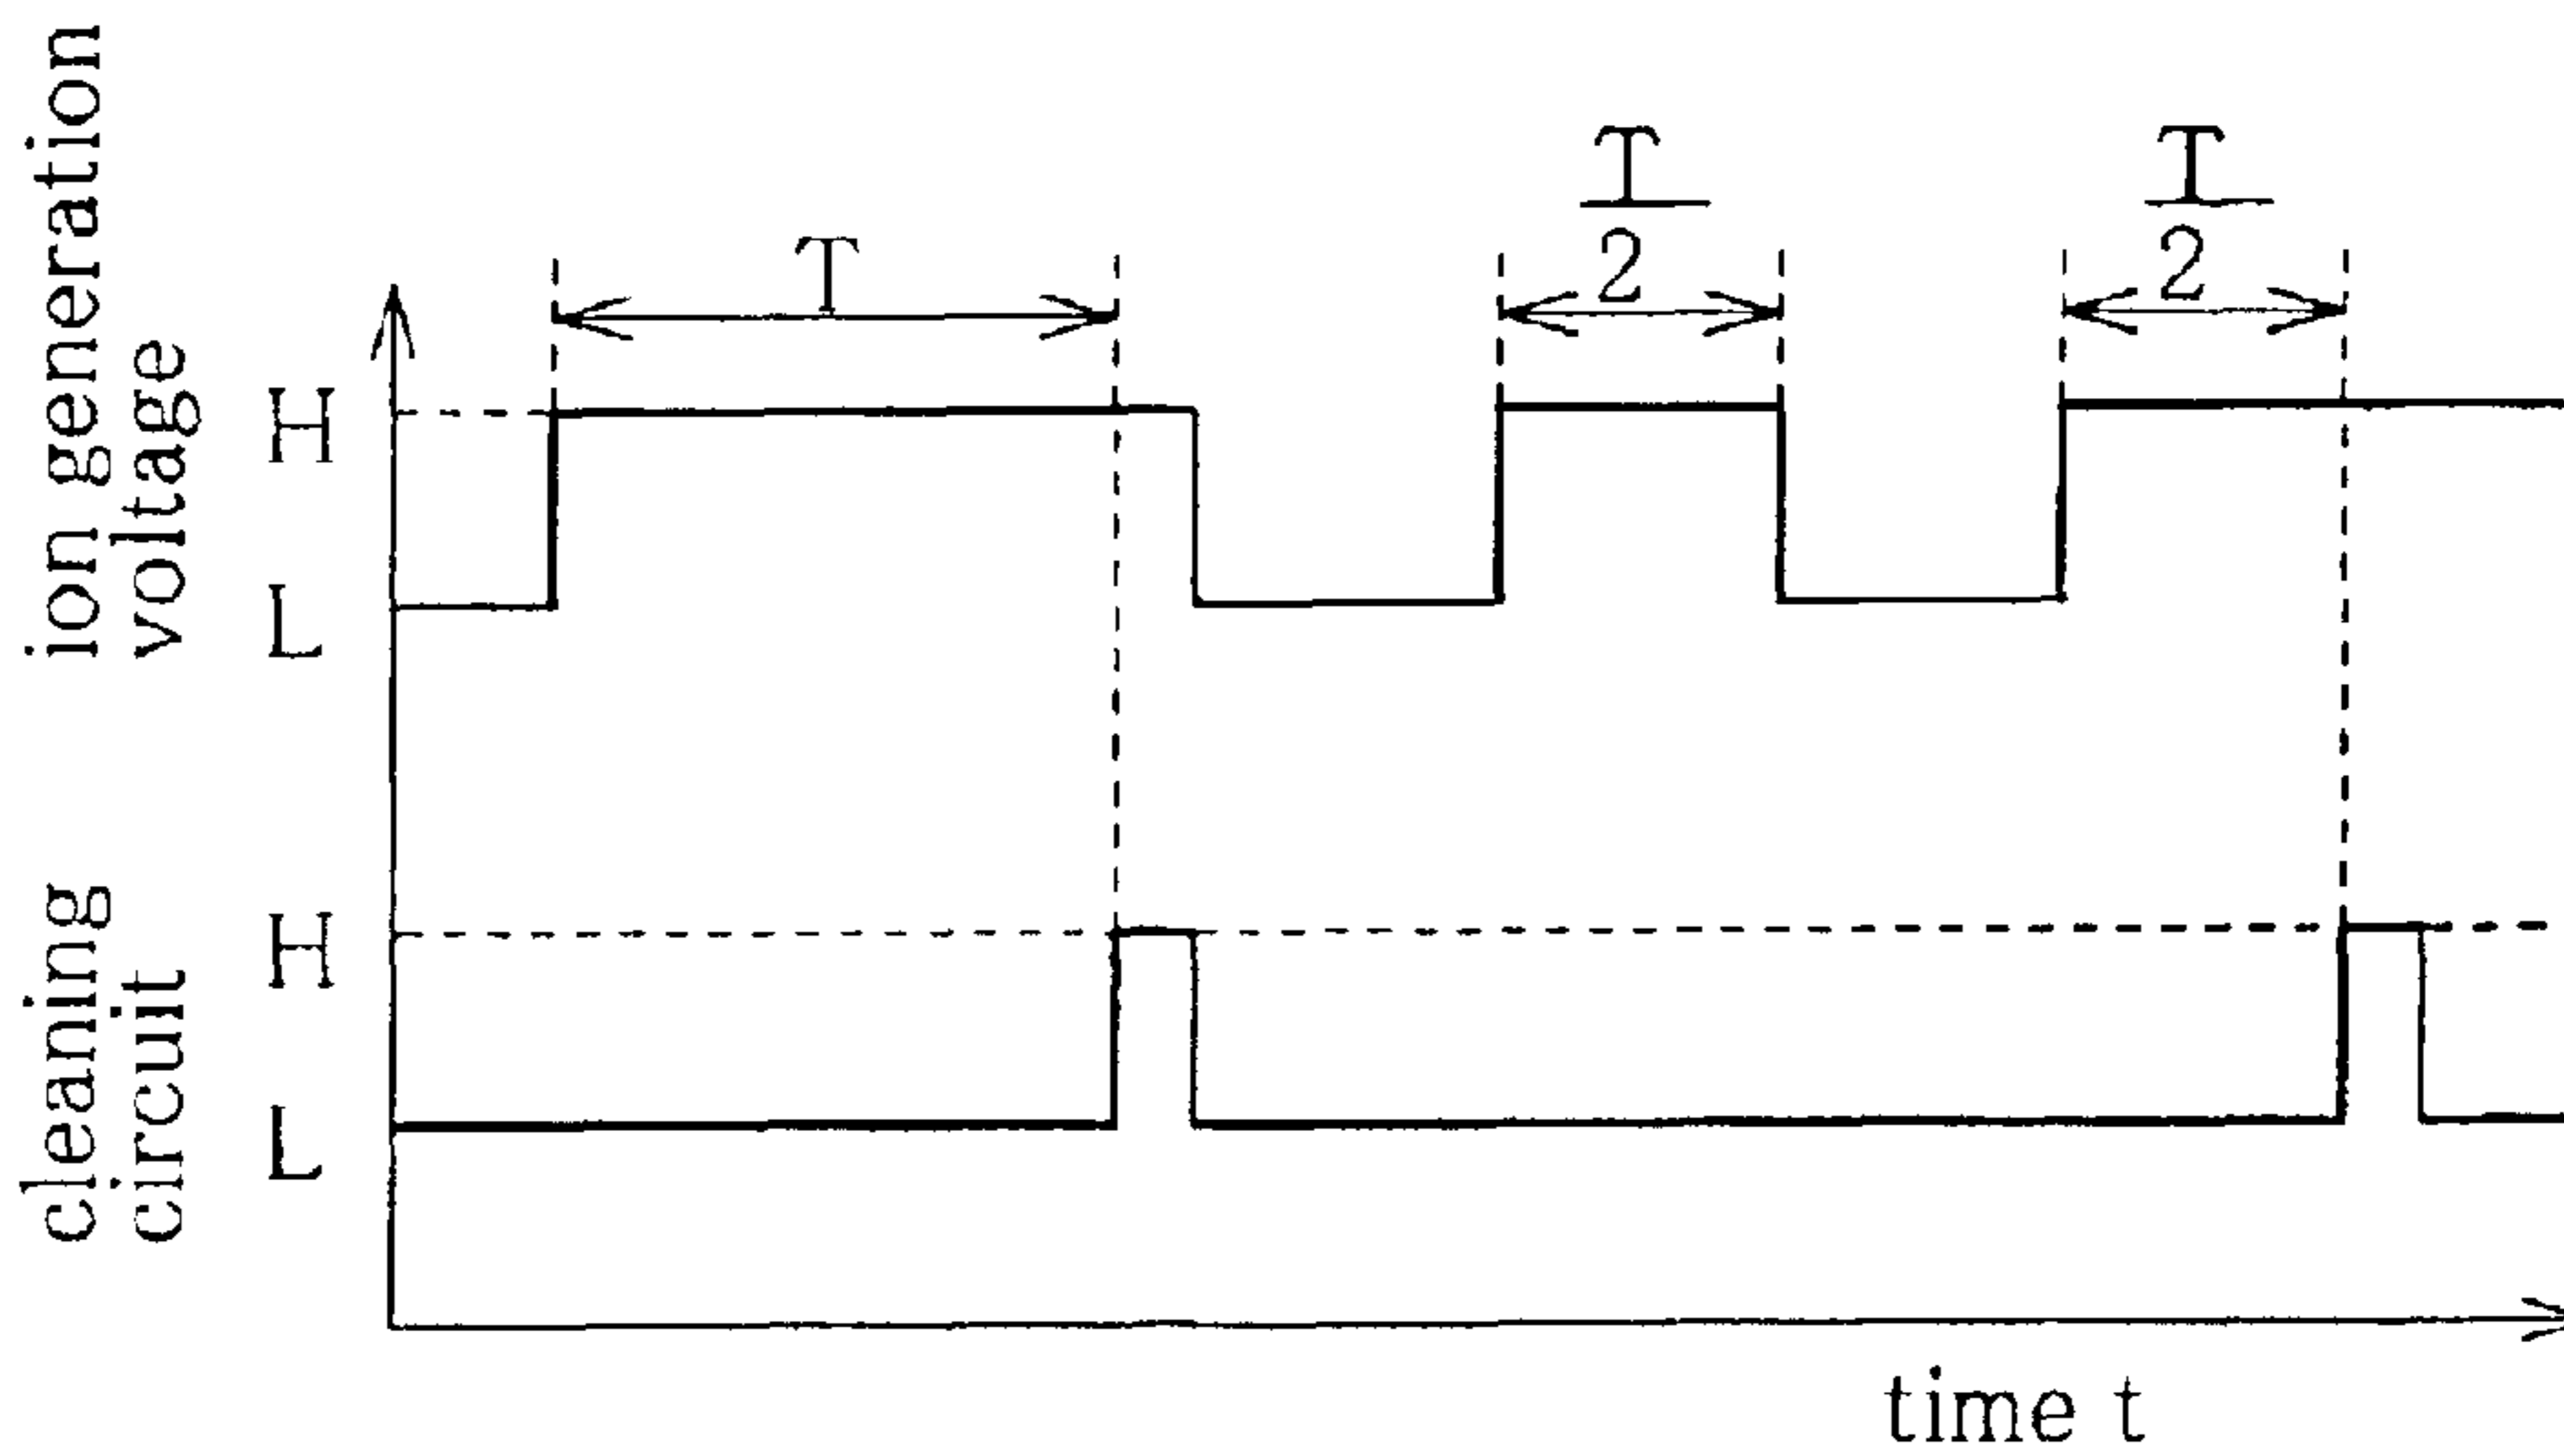 ion generation
voltage
H
L
T
T
2
T
2
cleaning
circuit
H
L
time t